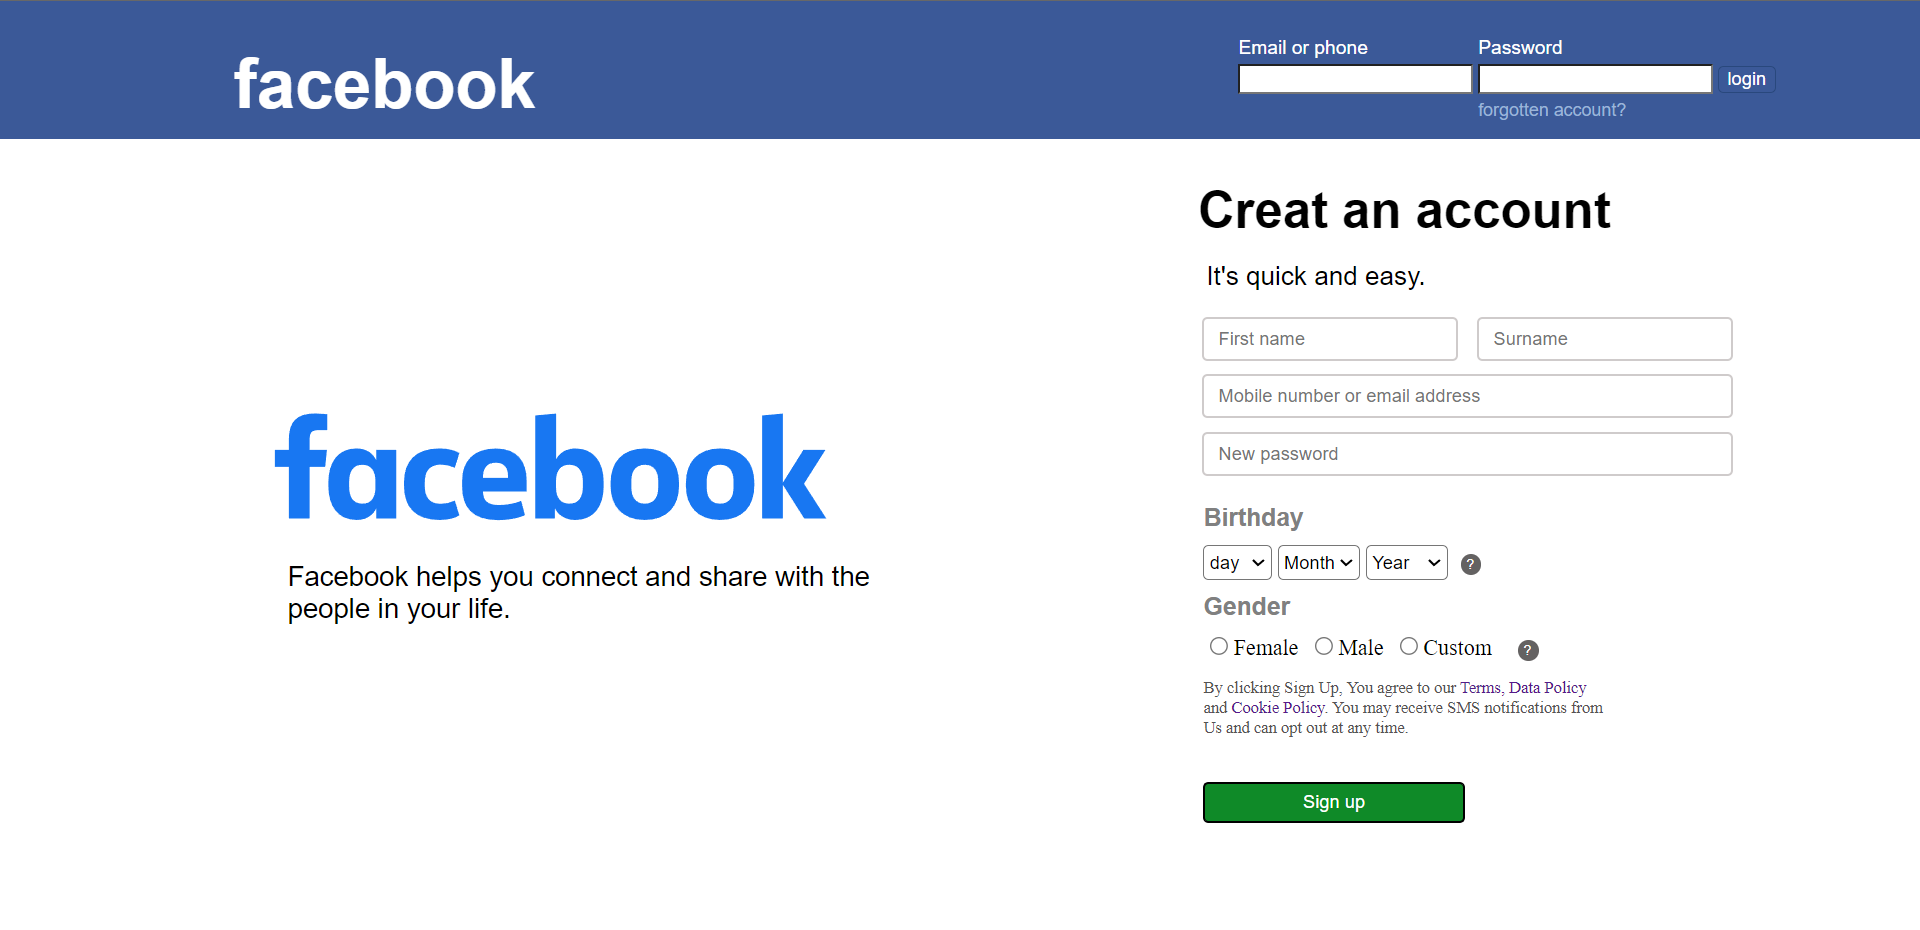 facebook
Email or phone Password
login
forgotten account?
Creat an account
It's quick and easy.
First name Surname
Mobile number or email address
New password
facebook
Facebook helps you connect and share with the
people in your life.
Birthday
day Month Year ?
Gender
Female Male Custom ?
By clicking Sign Up, You agree to our Terms, Data Policy
and Cookie Policy. You may receive SMS notifications from
Us and can opt out at any time.
Sign up